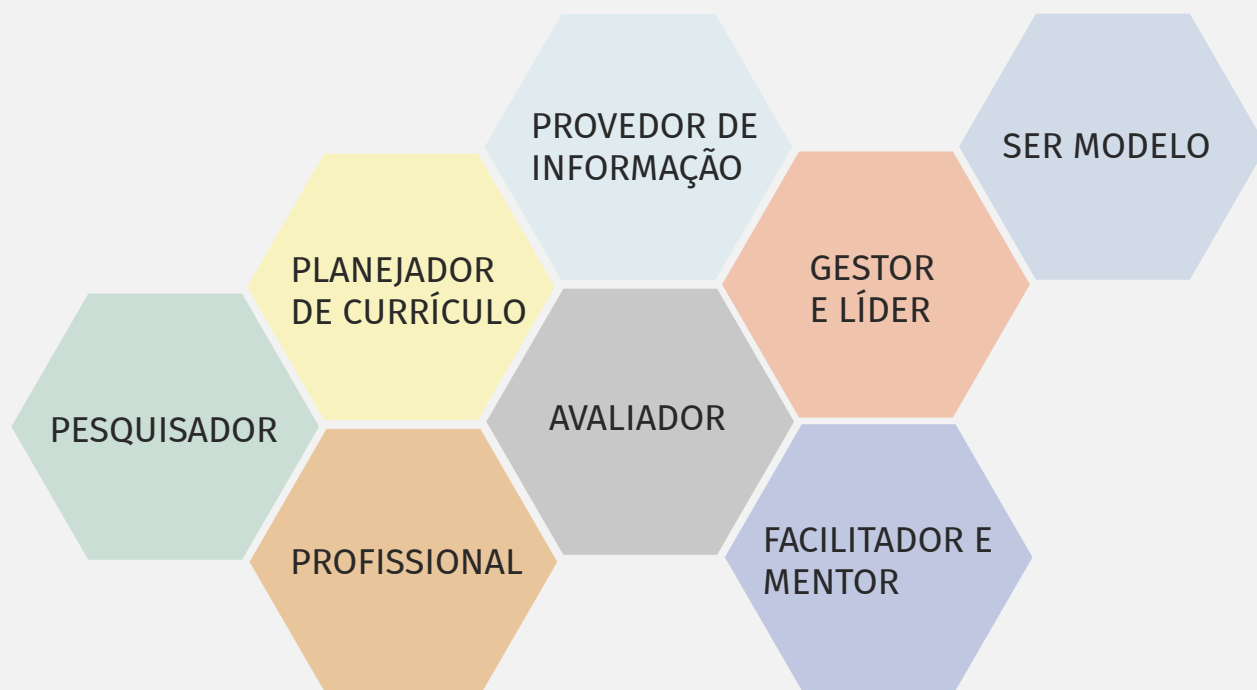 PROVEDOR DE
INFORMAÇÃO
SER MODELO
PLANEJADOR
DE CURRÍCULO
GESTOR
E LÍDER
PESQUISADOR
AVALIADOR
PROFISSIONAL
FACILITADOR E
MENTOR